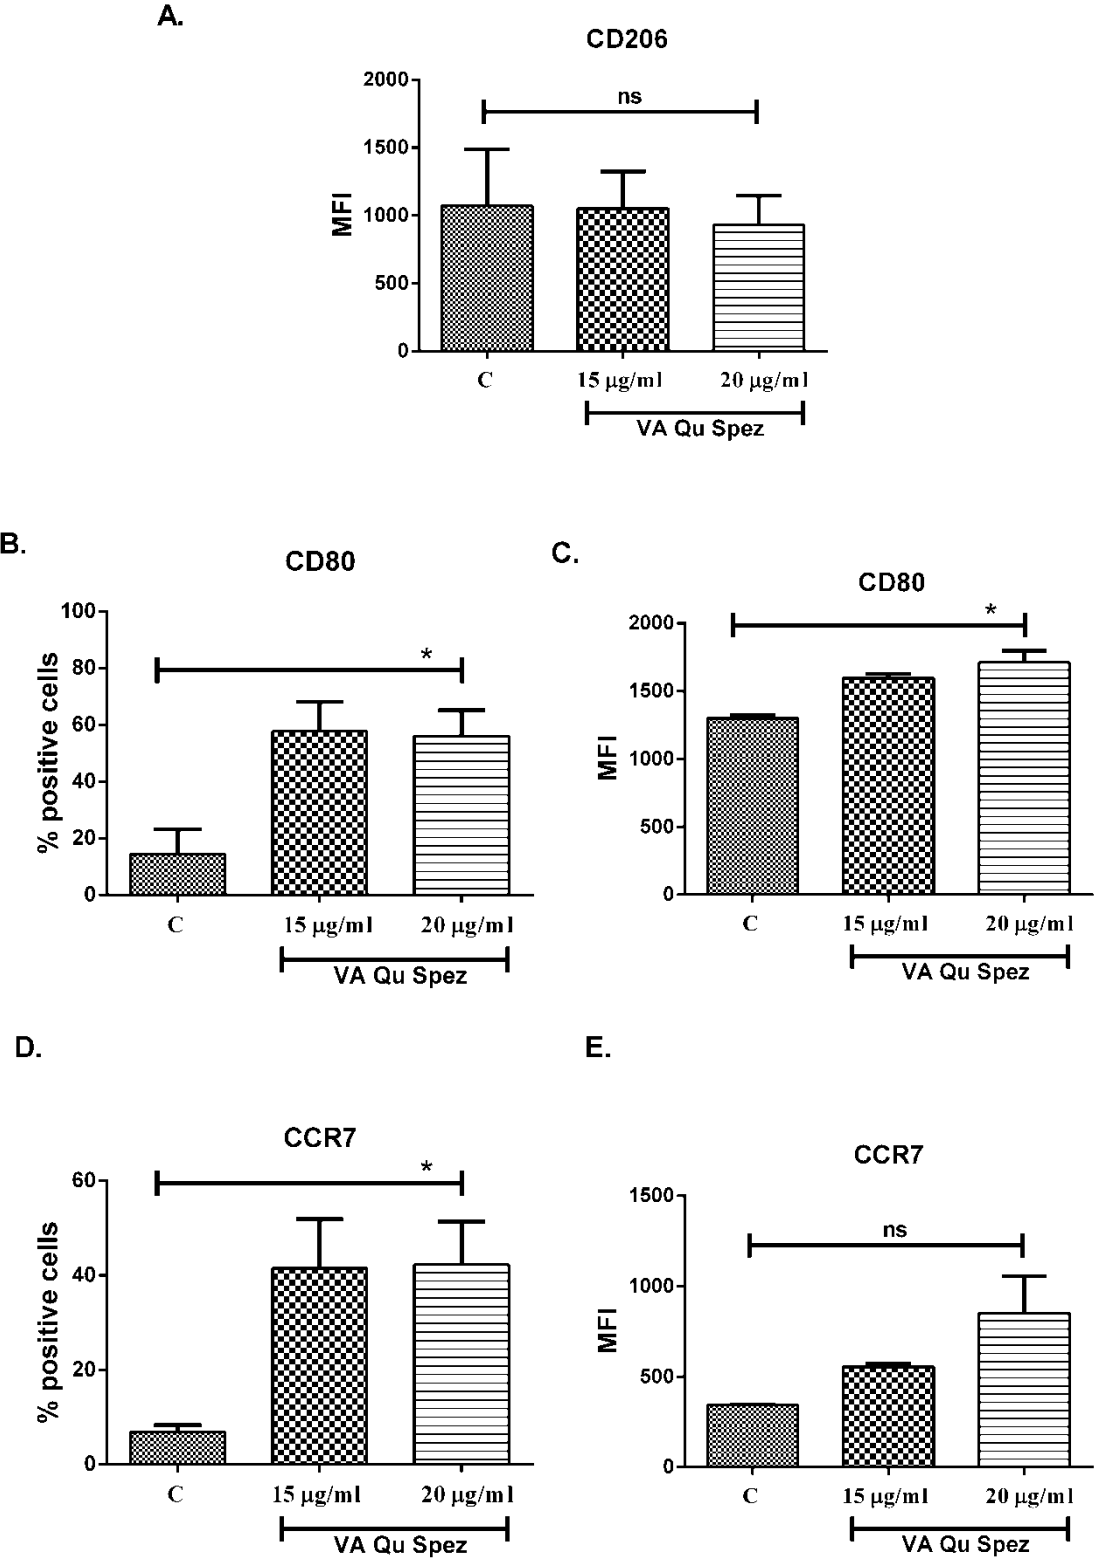 A.
CD206
2000
ns
1500
MFI
1000
500
0
C 15 μg/ml 20 μg/ml
VA Qu Spez
B.
CD80
100
*
80
% positive cells
60
40
20
0
C 15 μg/ml 20 μg/ml
VA Qu Spez
C.
CD80
2000
*
1500
MFI
1000
500
0
C 15 μg/ml 20 μg/ml
VA Qu Spez
D.
CCR7
*
60
% positive cells
40
20
0
C 15 μg/ml 20 μg/ml
VA Qu Spez
E.
CCR7
1500
ns
MFI
1000
500
0
C 15 μg/ml 20 μg/ml
VA Qu Spez